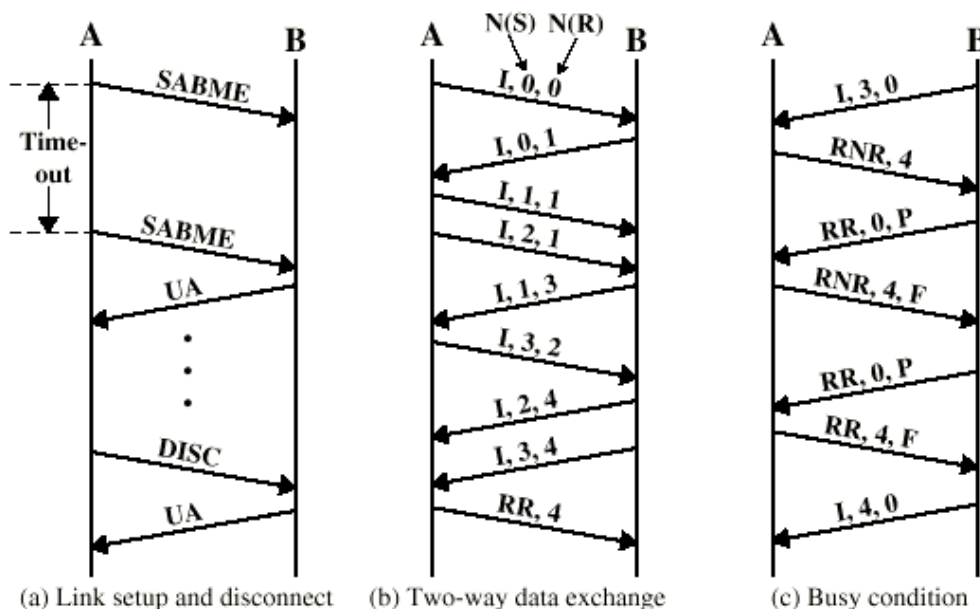 A
B
SABME
Time-
out
SABME
UA
DISC
UA
(a) Link setup and disconnect
N(S) N(R)
A
B
I, 0, 0
I, 0, 1
I, 1, 1
I, 2, 1
I, 1, 3
I, 3, 2
I, 2, 4
I, 3, 4
RR, 4
(b) Two-way data exchange
A
B
I, 3, 0
RNR, 4
RR, 0, P
RNR, 4, F
RR, 0, P
RR, 4, F
I, 4, 0
(c) Busy condition